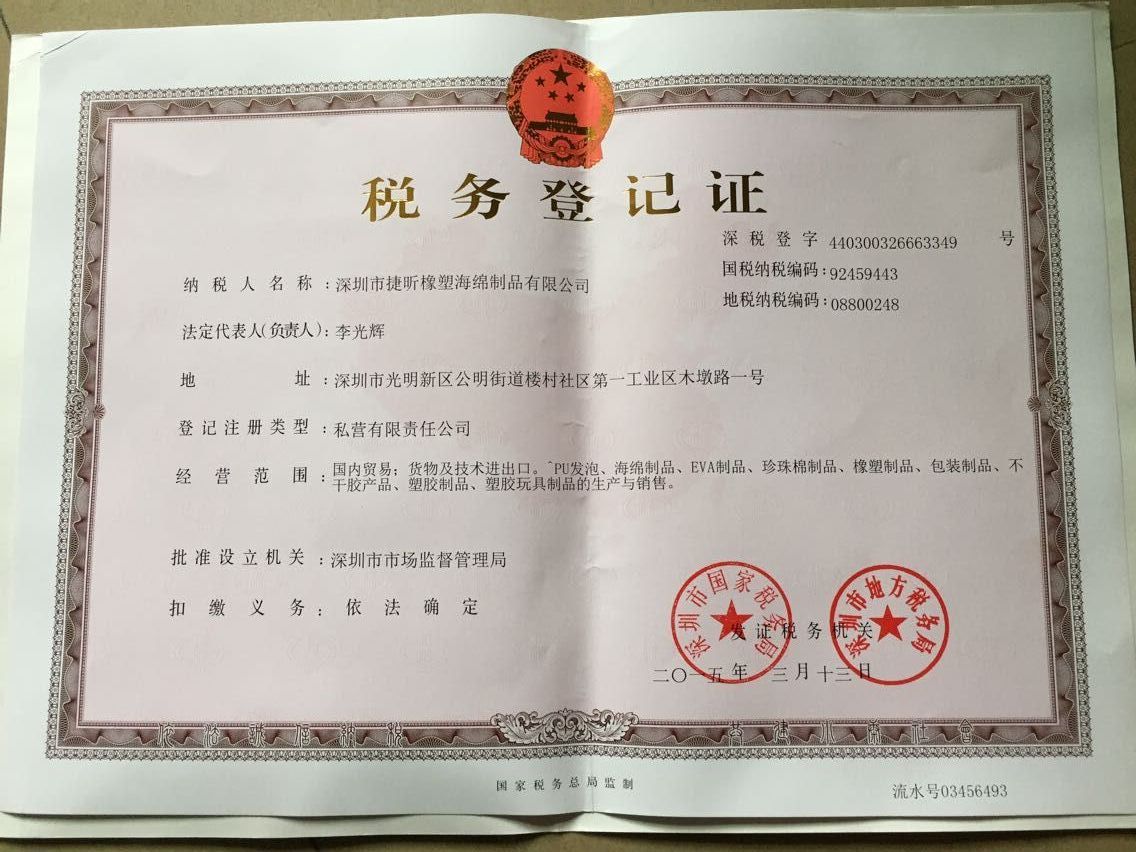 税务登记证
深税登字 440300326663349 号
国税纳税编码:92459443
地税纳税编码:08800248
纳税人名称:深圳市捷昕橡塑海绵制品有限公司
法定代表人(负责人):李光辉
地址:深圳市光明新区公明街道楼村社区第一工业区木墩路一号
登记注册类型:私营有限责任公司
经营范围:国内贸易;货物及技术进出口。^PU发泡、海绵制品、EVA制品、珍珠棉制品、橡塑制品、包装制品、不
干胶产品、塑胶制品、塑胶玩具制品的生产与销售。
批准设立机关:深圳市市场监督管理局
扣缴义务:依法确定
深圳市国家税务局
深圳市地方税务局
发证税务机关
二〇一五年 三月十三日
依法誠信納稅
共建小康社會
国家税务总局监制
流水号03456493